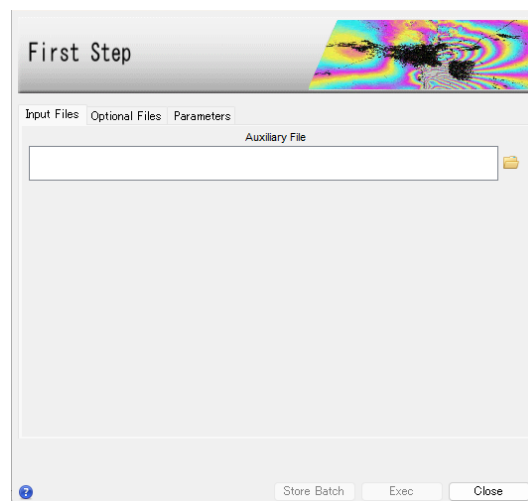 First Step
Input Files Optional Files Parameters
Auxiliary File
Store Batch Exec Close